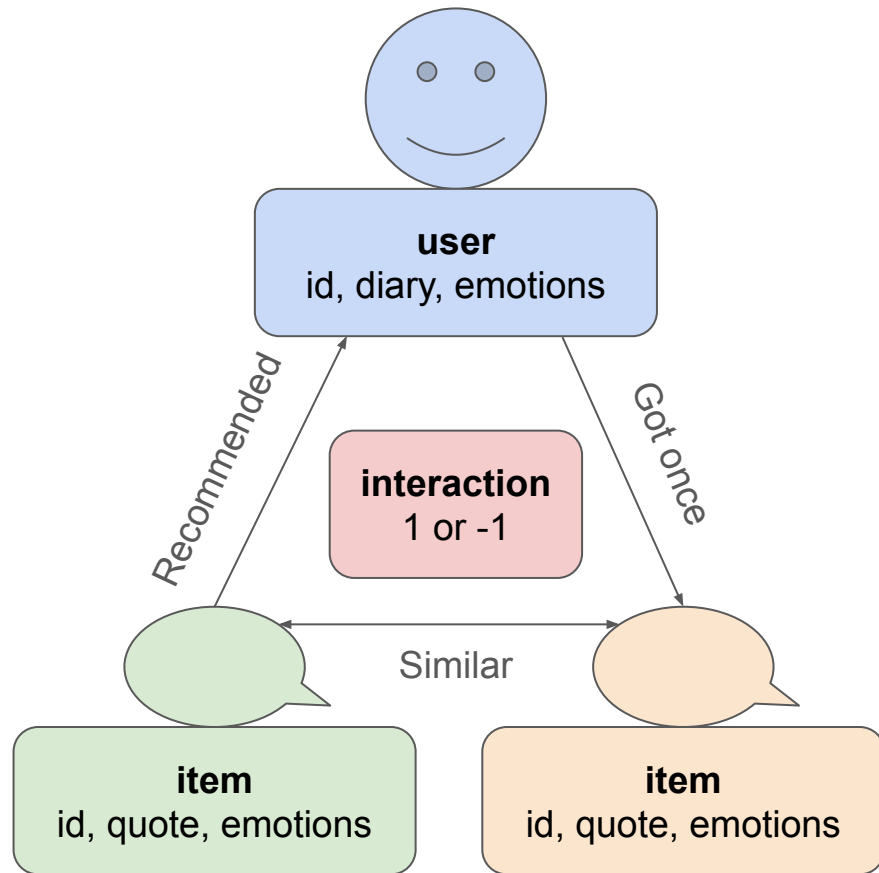 user
id, diary, emotions
Recommended
Got once
interaction
1 or -1
Similar
item
id, quote, emotions
item
id, quote, emotions